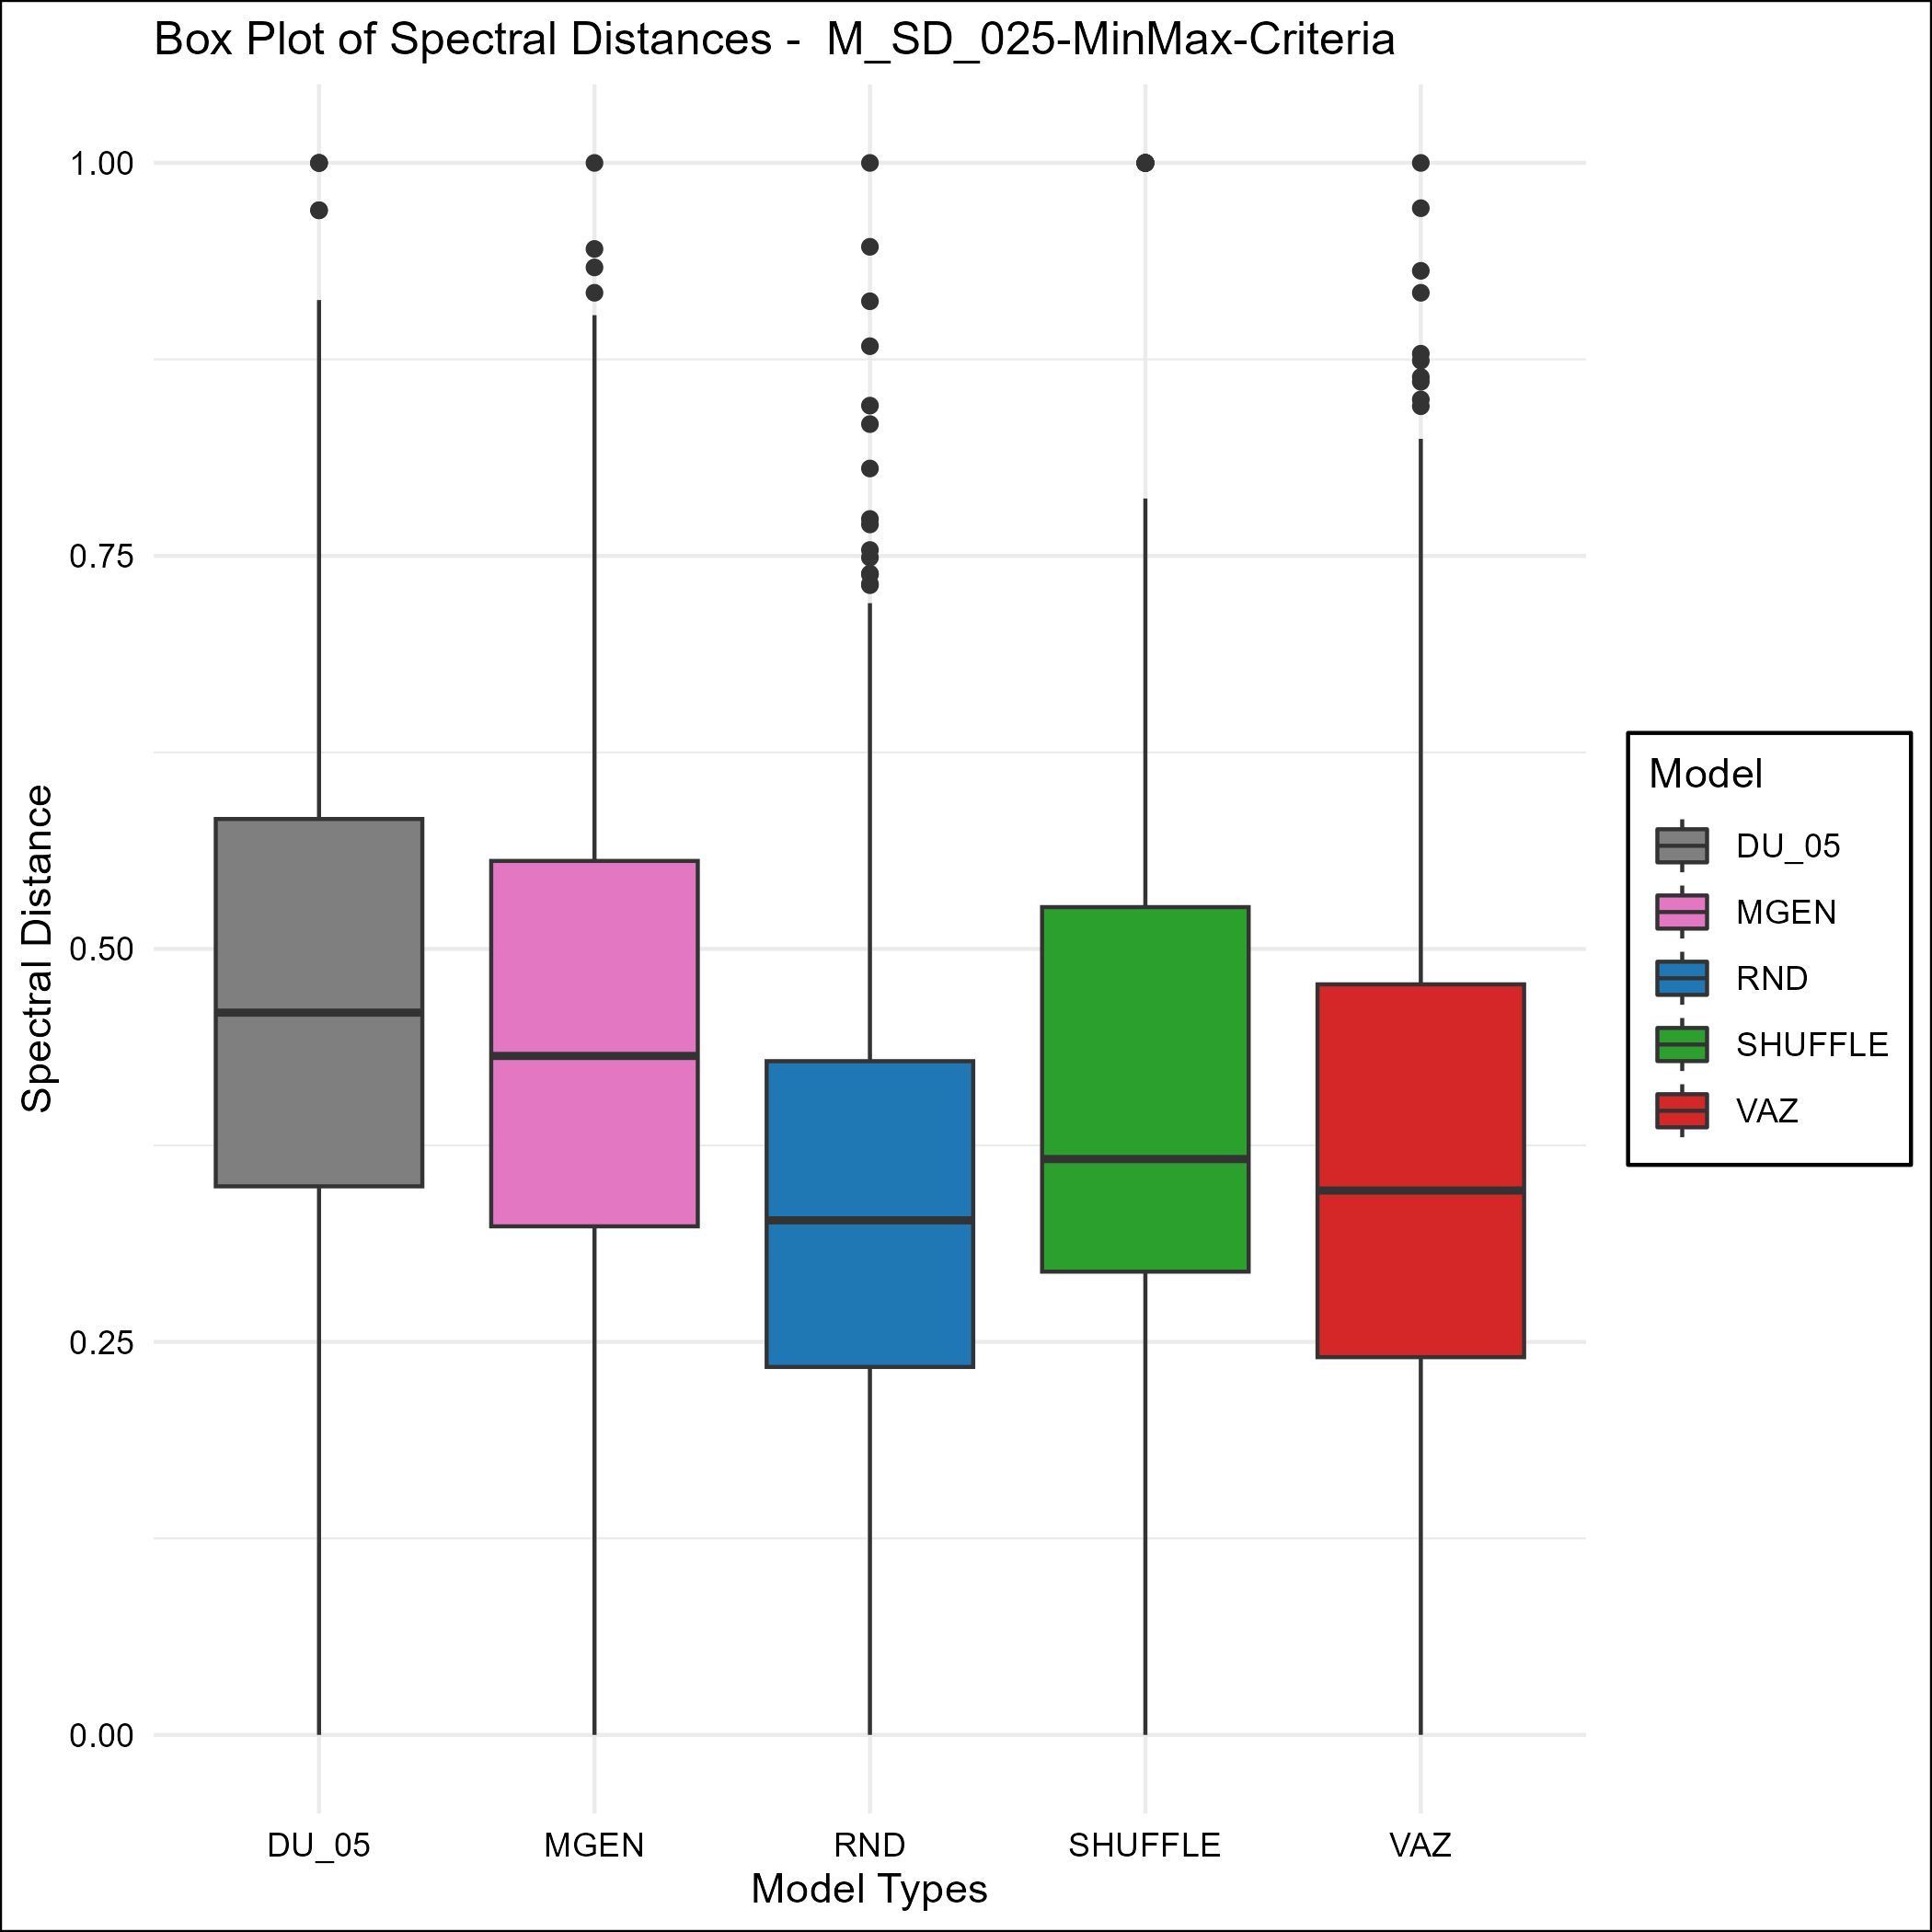 Box Plot of Spectral Distances -  M_SD_025-MinMax-Criteria
1.00
0.75
0.50
0.25
0.00
Spectral Distance
DU_05
MGEN
RND
SHUFFLE
VAZ
Model Types
Model
DU_05
MGEN
RND
SHUFFLE
VAZ